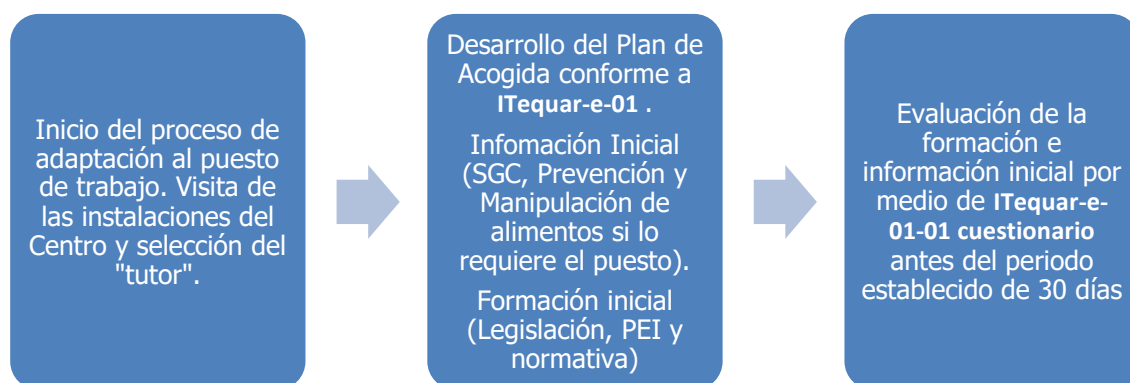 Inicio del proceso de
adaptación al puesto
de trabajo. Visita de
las instalaciones del
Centro y selección del
"tutor".
Desarrollo del Plan de
Acogida conforme a
ITequar-e-01 .
Infomación Inicial
(SGC, Prevención y
Manipulación de
alimentos si lo
requiere el puesto).
Formación inicial
(Legislación, PEI y
normativa)
Evaluación de la
formación e
información inicial por
medio de ITequar-e-
01-01 cuestionario
antes del periodo
establecido de 30 días